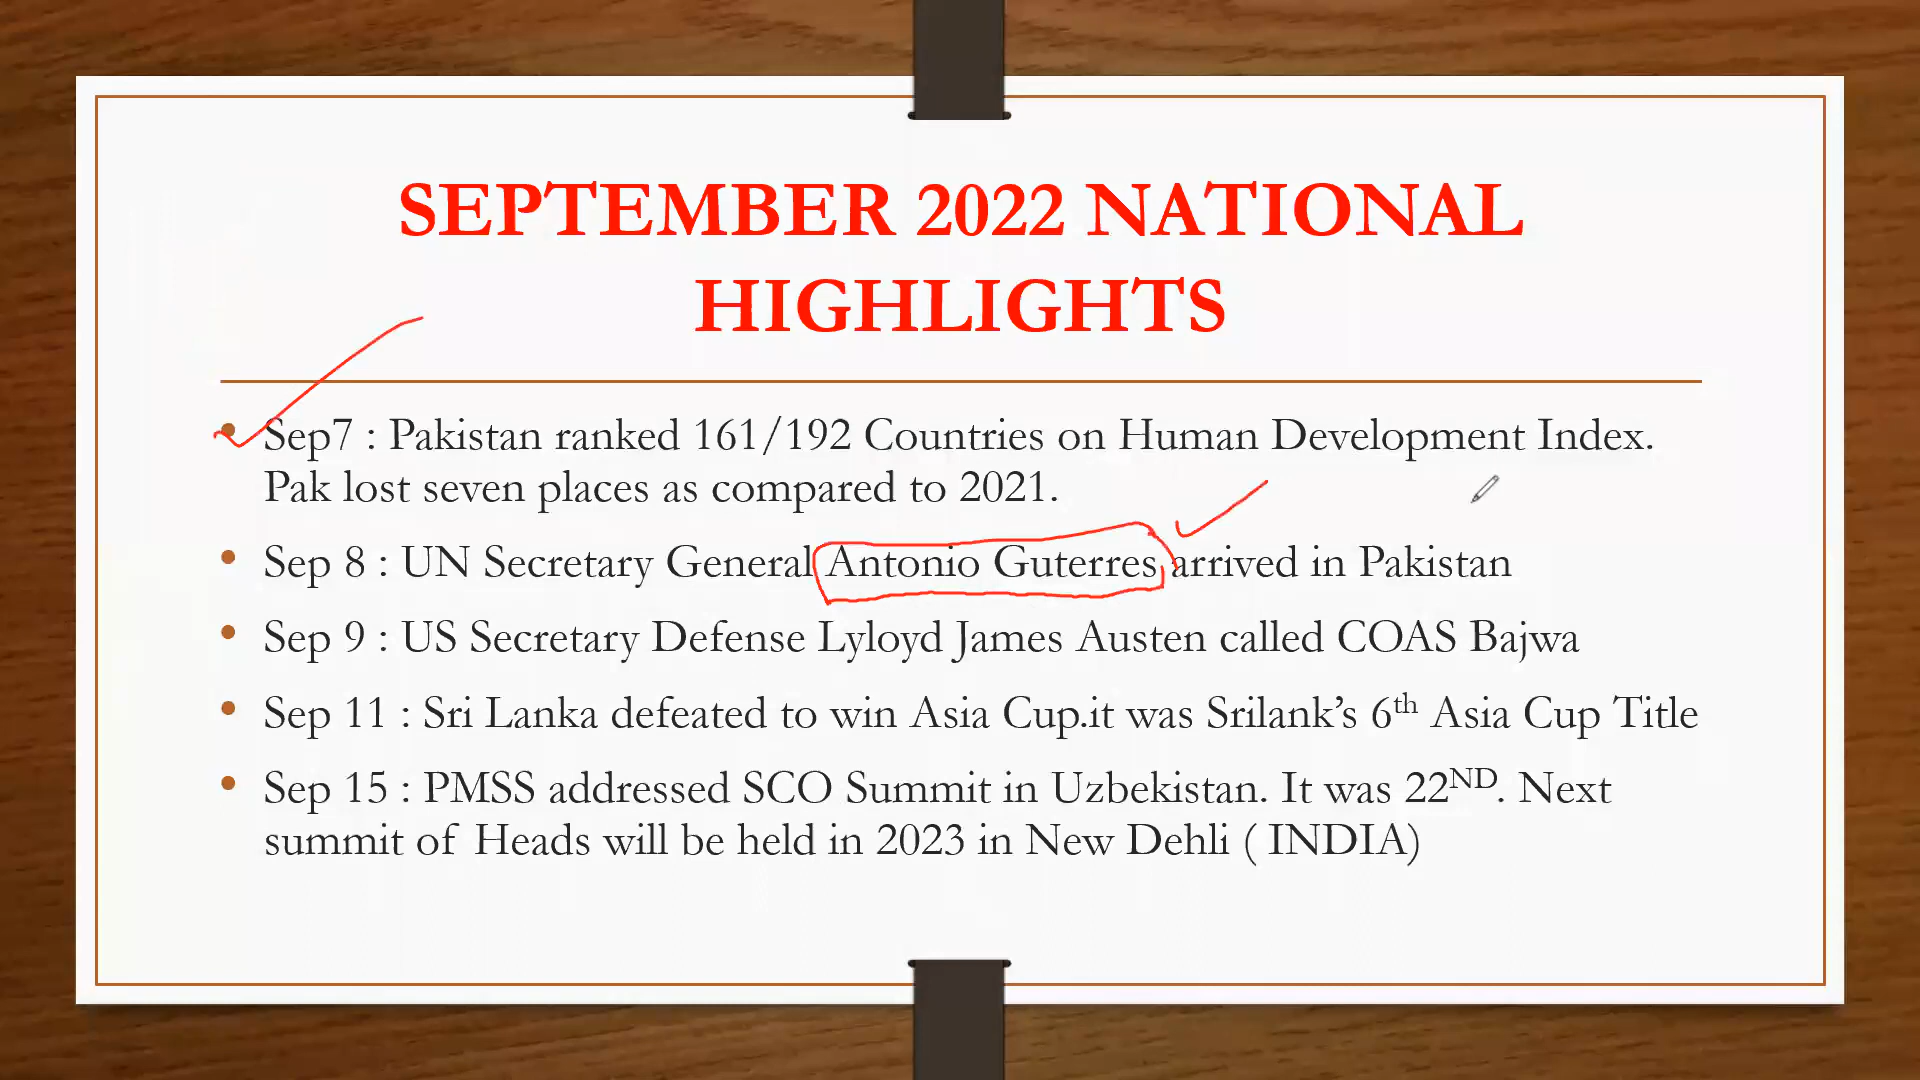 SEPTEMBER 2022 NATIONAL
HIGHLIGHTS
• Sep7 : Pakistan ranked 161/192 Countries on Human Development Index.
Pak lost seven places as compared to 2021.
• Sep 8 : UN Secretary General Antonio Guterres arrived in Pakistan
• Sep 9 : US Secretary Defense Lyloyd James Austen called COAS Bajwa
• Sep 11 : Sri Lanka defeated to win Asia Cup.it was Srilank’s 6th Asia Cup Title
• Sep 15 : PMSS addressed SCO Summit in Uzbekistan. It was 22ND. Next
summit of Heads will be held in 2023 in New Dehli ( INDIA)